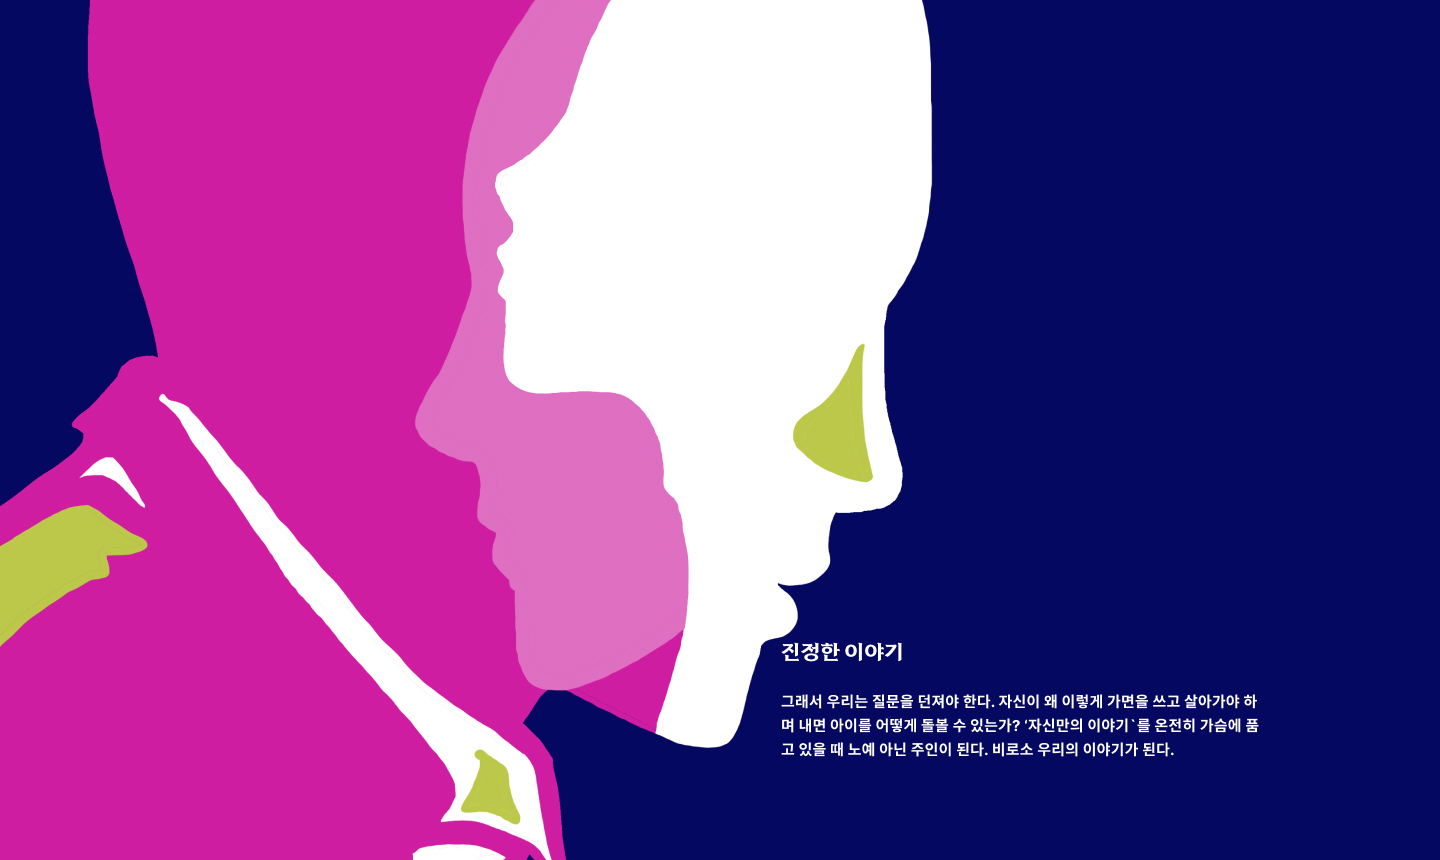 진정한 이야기
그래서 우리는 질문을 던져야 한다. 자신이 왜 이렇게 가면을 쓰고 살아가야 하
며 내면 아이를 어떻게 돌볼 수 있는가? ‘자신만의 이야기`를 온전히 가슴에 품
고 있을 때 노예 아닌 주인이 된다. 비로소 우리의 이야기가 된다.